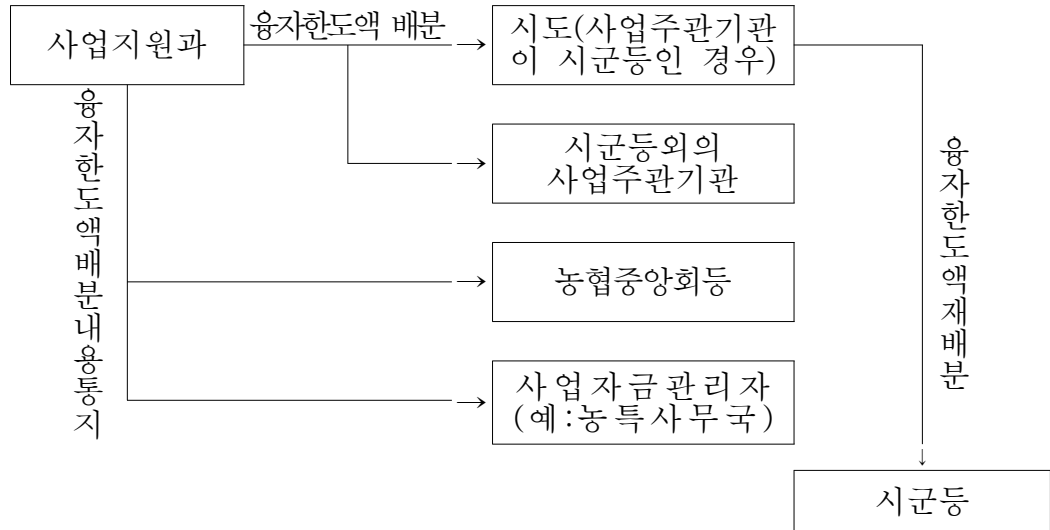 사업지원과
융자한도액 배분
시도(사업주관기관
이 시군등인 경우)
시군등외의
사업주관기관
농협중앙회등
사업자금관리자
(예:농특사무국)
융자한도액배분내용통지
융자한도액재배분
시군등